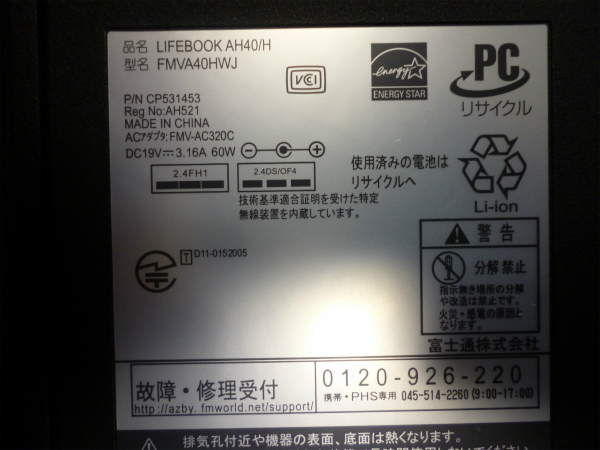 品名 LIFEBOOK AH40/H
型名 FMVA40HWJ
VCCI
ENERGY STAR
PC
リサイクル
P/N CP531453
Reg No:AH521
MADE IN CHINA
ACアダプタ: FMV-AC320C
DC19V 3.16A 60W
2.4FH1
2.4DS/OF4
技術基準適合証明を受けた特定
無線装置を内蔵しています。
使用済みの電池は
リサイクルへ
Li-ion
T D11-0152005
警告
分解禁止
指示無き場所の分解
や改造は禁止です。
火災・感電の原因と
なります。
富士通株式会社
故障・修理受付
http://azby.fmworld.net/support/
0120-926-220
携帯・PHS専用 045-514-2260 (9:00-17:00)
排気孔付近や機器の表面、底面は熱くなります。